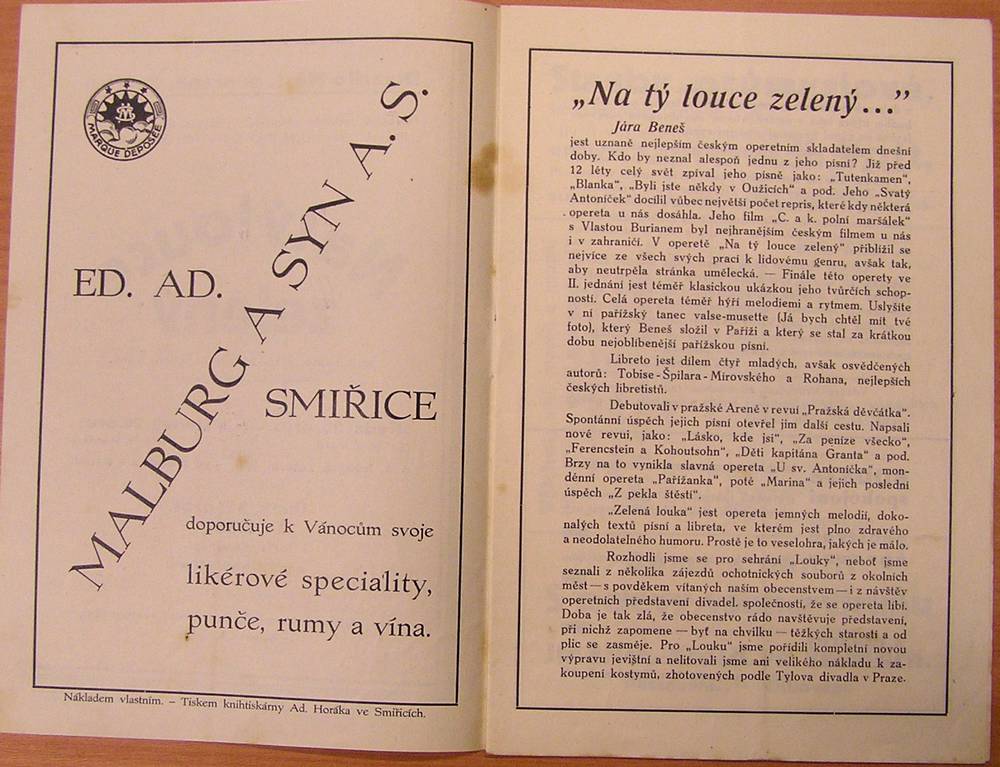 MARQUE DEPOSÉE
ED. AD.
MALBURG A SYN A. S.
SMIŘICE
doporučuje k Vánocům svoje
likérové speciality,
punče, rumy a vína.
Nákladem vlastním. – Tiskem knihtiskárny Ad. Horáka ve Smiřicích.
„Na tý louce zelený..."
Jára Beneš
jest uznaně nejlepším českým operetním skladatelem dnešní
doby. Kdo by neznal alespoň jednu z jeho písní? Již před
12 léty celý svět zpíval jeho písně jako: „Tutenkamen“,
„Blanka“, „Byli jste někdy v Oužicích“ a pod. Jeho „Svatý
Antoníček“ docílil vůbec největší počet repris, které kdy některá
opereta u nás dosáhla. Jeho film „C. a k. polní maršálek“
s Vlastou Burianem byl nejhranějším českým filmem u nás
i v zahraničí. V operetě „Na tý louce zelený“ přiblížil se
nejvíce ze všech svých prací k lidovému genru, avšak tak,
aby neutrpěla stránka umělecká. — Finále této operety ve
II. jednání jest téměř klasickou ukázkou jeho tvůrčích schop-
ností. Celá opereta téměř hýří melodiemi a rytmem. Uslyšíte
v ní pařížský tanec valse-musette (Já bych chtěl mít tvé
foto), který Beneš složil v Paříži a který se stal za krátkou
dobu nejoblíbenější pařížskou písní.
Libreto jest dílem čtyř mladých, avšak osvědčených
autorů: Tobise-Špilara-Mírovského a Rohana, nejlepších
českých libretistů.
Debutovali v pražské Areně v revui „Pražská děvčátka“.
Spontánní úspěch jejich písní otevřel jim další cestu. Napsali
nové revui, jako: „Lásko, kde jsi“, „Za peníze všecko“,
„Ferencstein a Kohoutsohn“, „Děti kapitána Granta“ a pod.
Brzy na to vynikla slavná opereta „U sv. Antoníčka“, mon-
dénní opereta „Pařížanka“, poté „Marina“ a jejich poslední
úspěch „Z pekla štěstí“.
„Zelená louka“ jest opereta jemných melodií, doko-
nalých textů písní a libreta, ve kterém jest plno zdravého
a neodolatelného humoru. Prostě je to veselohra, jakých je málo.
Rozhodli jsme se pro sehrání „Louky“, neboť jsme
seznali z několika zájezdů ochotnických souborů z okolních
měst — s povděkem vítaných naším obecenstvem — i z návštěv
operetních představení divadel. společností, že se opereta líbí.
Doba je tak zlá, že obecenstvo rádo navštěvuje představení,
při nichž zapomene — byť na chvilku — těžkých starostí a od
plic se zasměje. Pro „Louku“ jsme pořídili kompletní novou
výpravu jevištní a nelitovali jsme ani velikého nákladu k za-
koupení kostymů, zhotovených podle Tylova divadla v Praze.